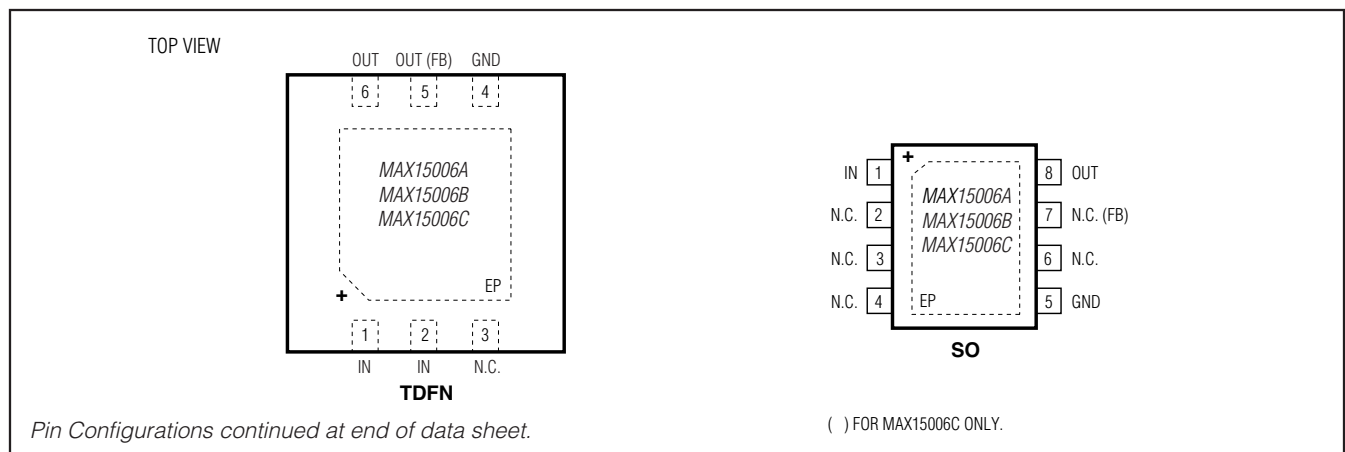 TOP VIEW
OUT OUT (FB) GND
6 5 4
MAX15006A
MAX15006B
MAX15006C
EP
+
1 2 3
IN IN N.C.
TDFN
Pin Configurations continued at end of data sheet.
+
IN 1
N.C. 2
N.C. 3
N.C. 4
MAX15006A
MAX15006B
MAX15006C
EP
8 OUT
7 N.C. (FB)
6 N.C.
5 GND
SO
( ) FOR MAX15006C ONLY.